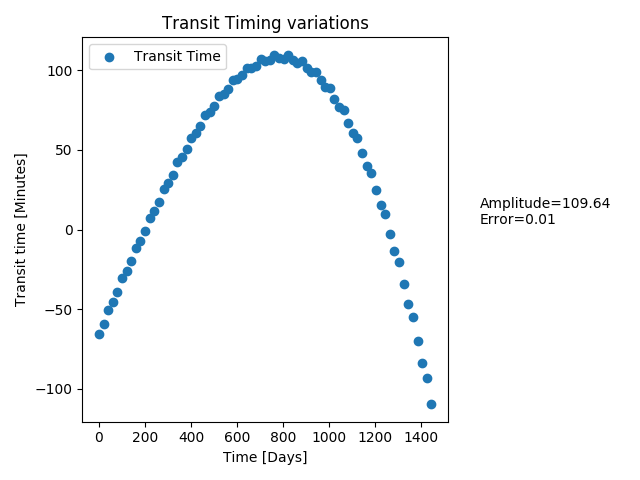 Transit Timing variations
Transit Time
Transit time [Minutes]
100
50
0
−50
−100
0 200 400 600 800 1000 1200 1400
Time [Days]
Amplitude=109.64
Error=0.01